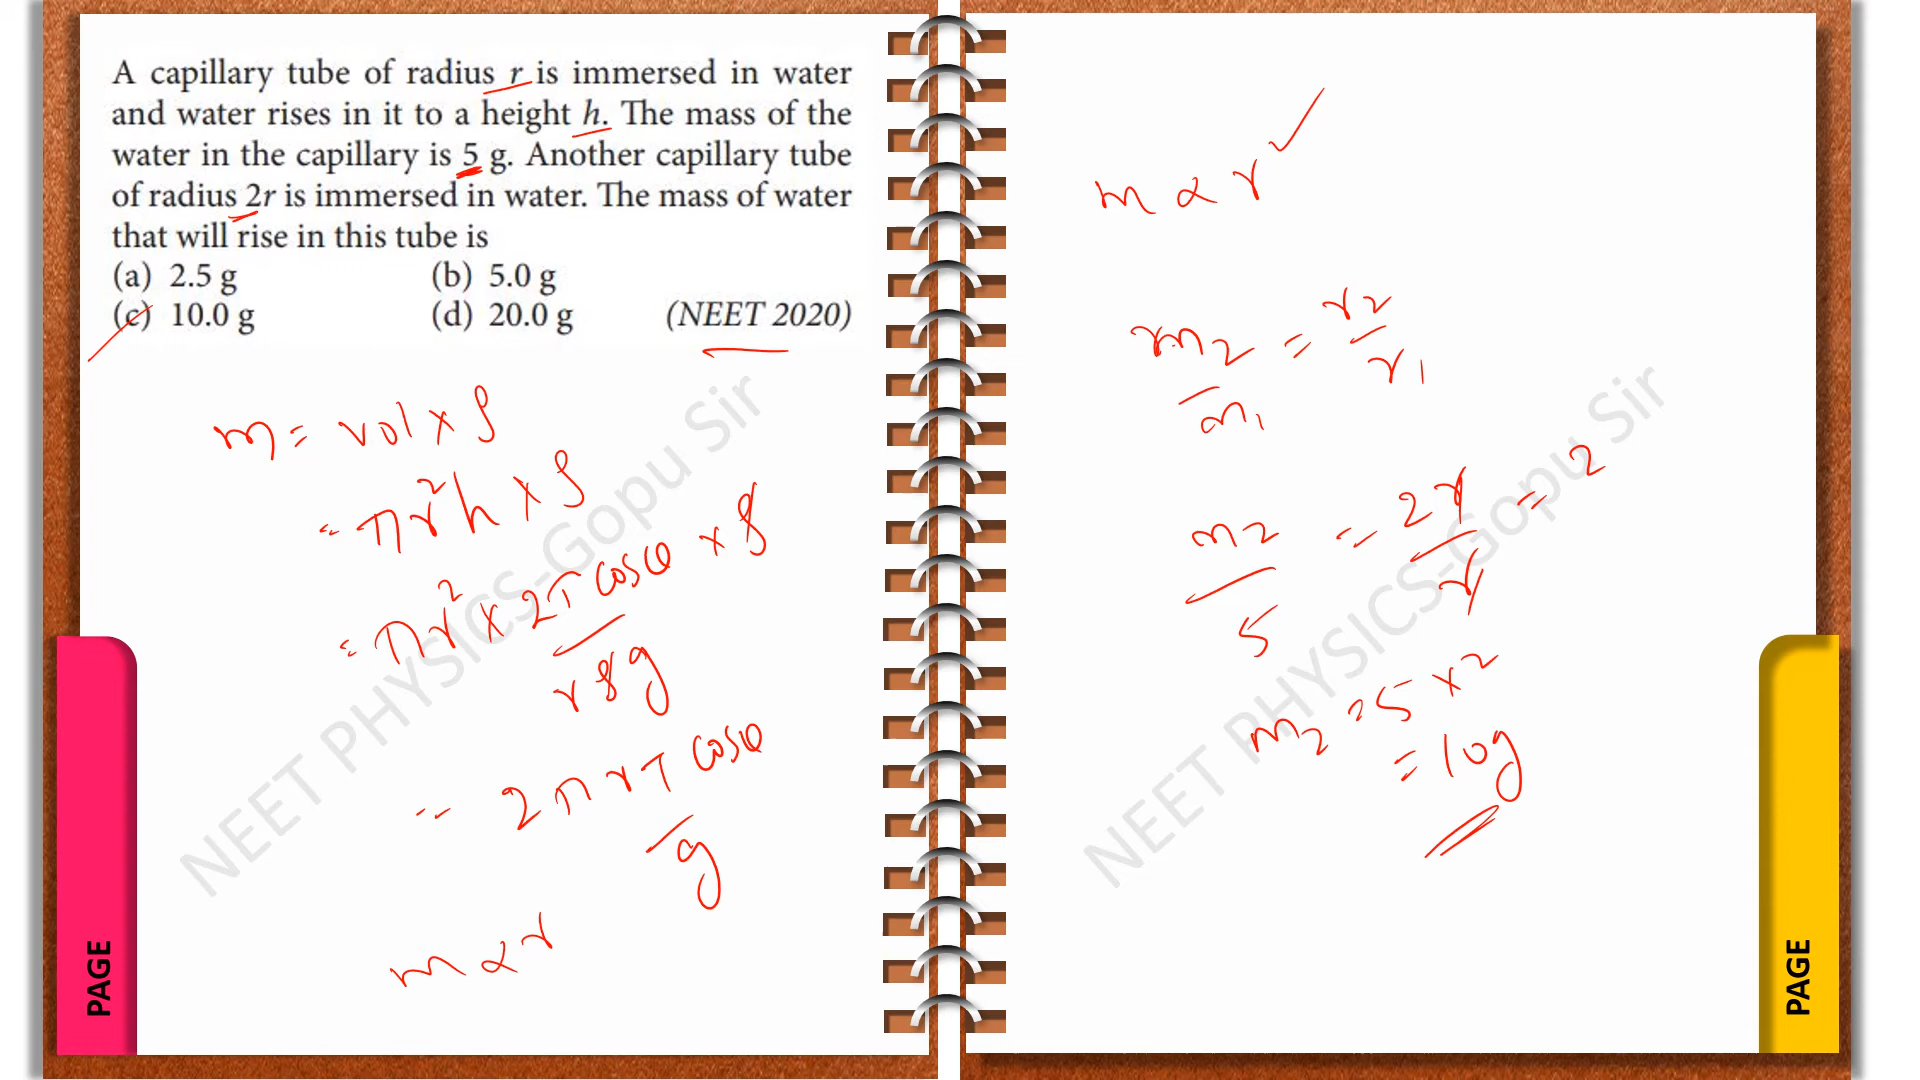 A capillary tube of radius r is immersed in water
and water rises in it to a height h. The mass of the
water in the capillary is 5 g. Another capillary tube
of radius 2r is immersed in water. The mass of water
that will rise in this tube is
(a) 2.5 g (b) 5.0 g
(c) 10.0 g (d) 20.0 g (NEET 2020)
m = vol × ρ
= πr²h × ρ
= πr² × 2T cosθ × ρ
rρg
= 2πrT cosθ
g
m ∝ r
NEET PHYSICS-Gopu Sir
PAGE
m ∝ r
m2 = r2
m1 r1
m2 = 2r = 2
5 r
m2 = 5 × 2
= 10g
NEET PHYSICS-Gopu Sir
PAGE